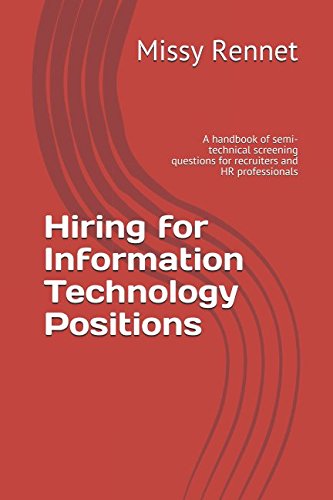 Missy Rennet
A handbook of semi-
technical screening
questions for recruiters and
HR professionals
Hiring for
Information
Technology
Positions